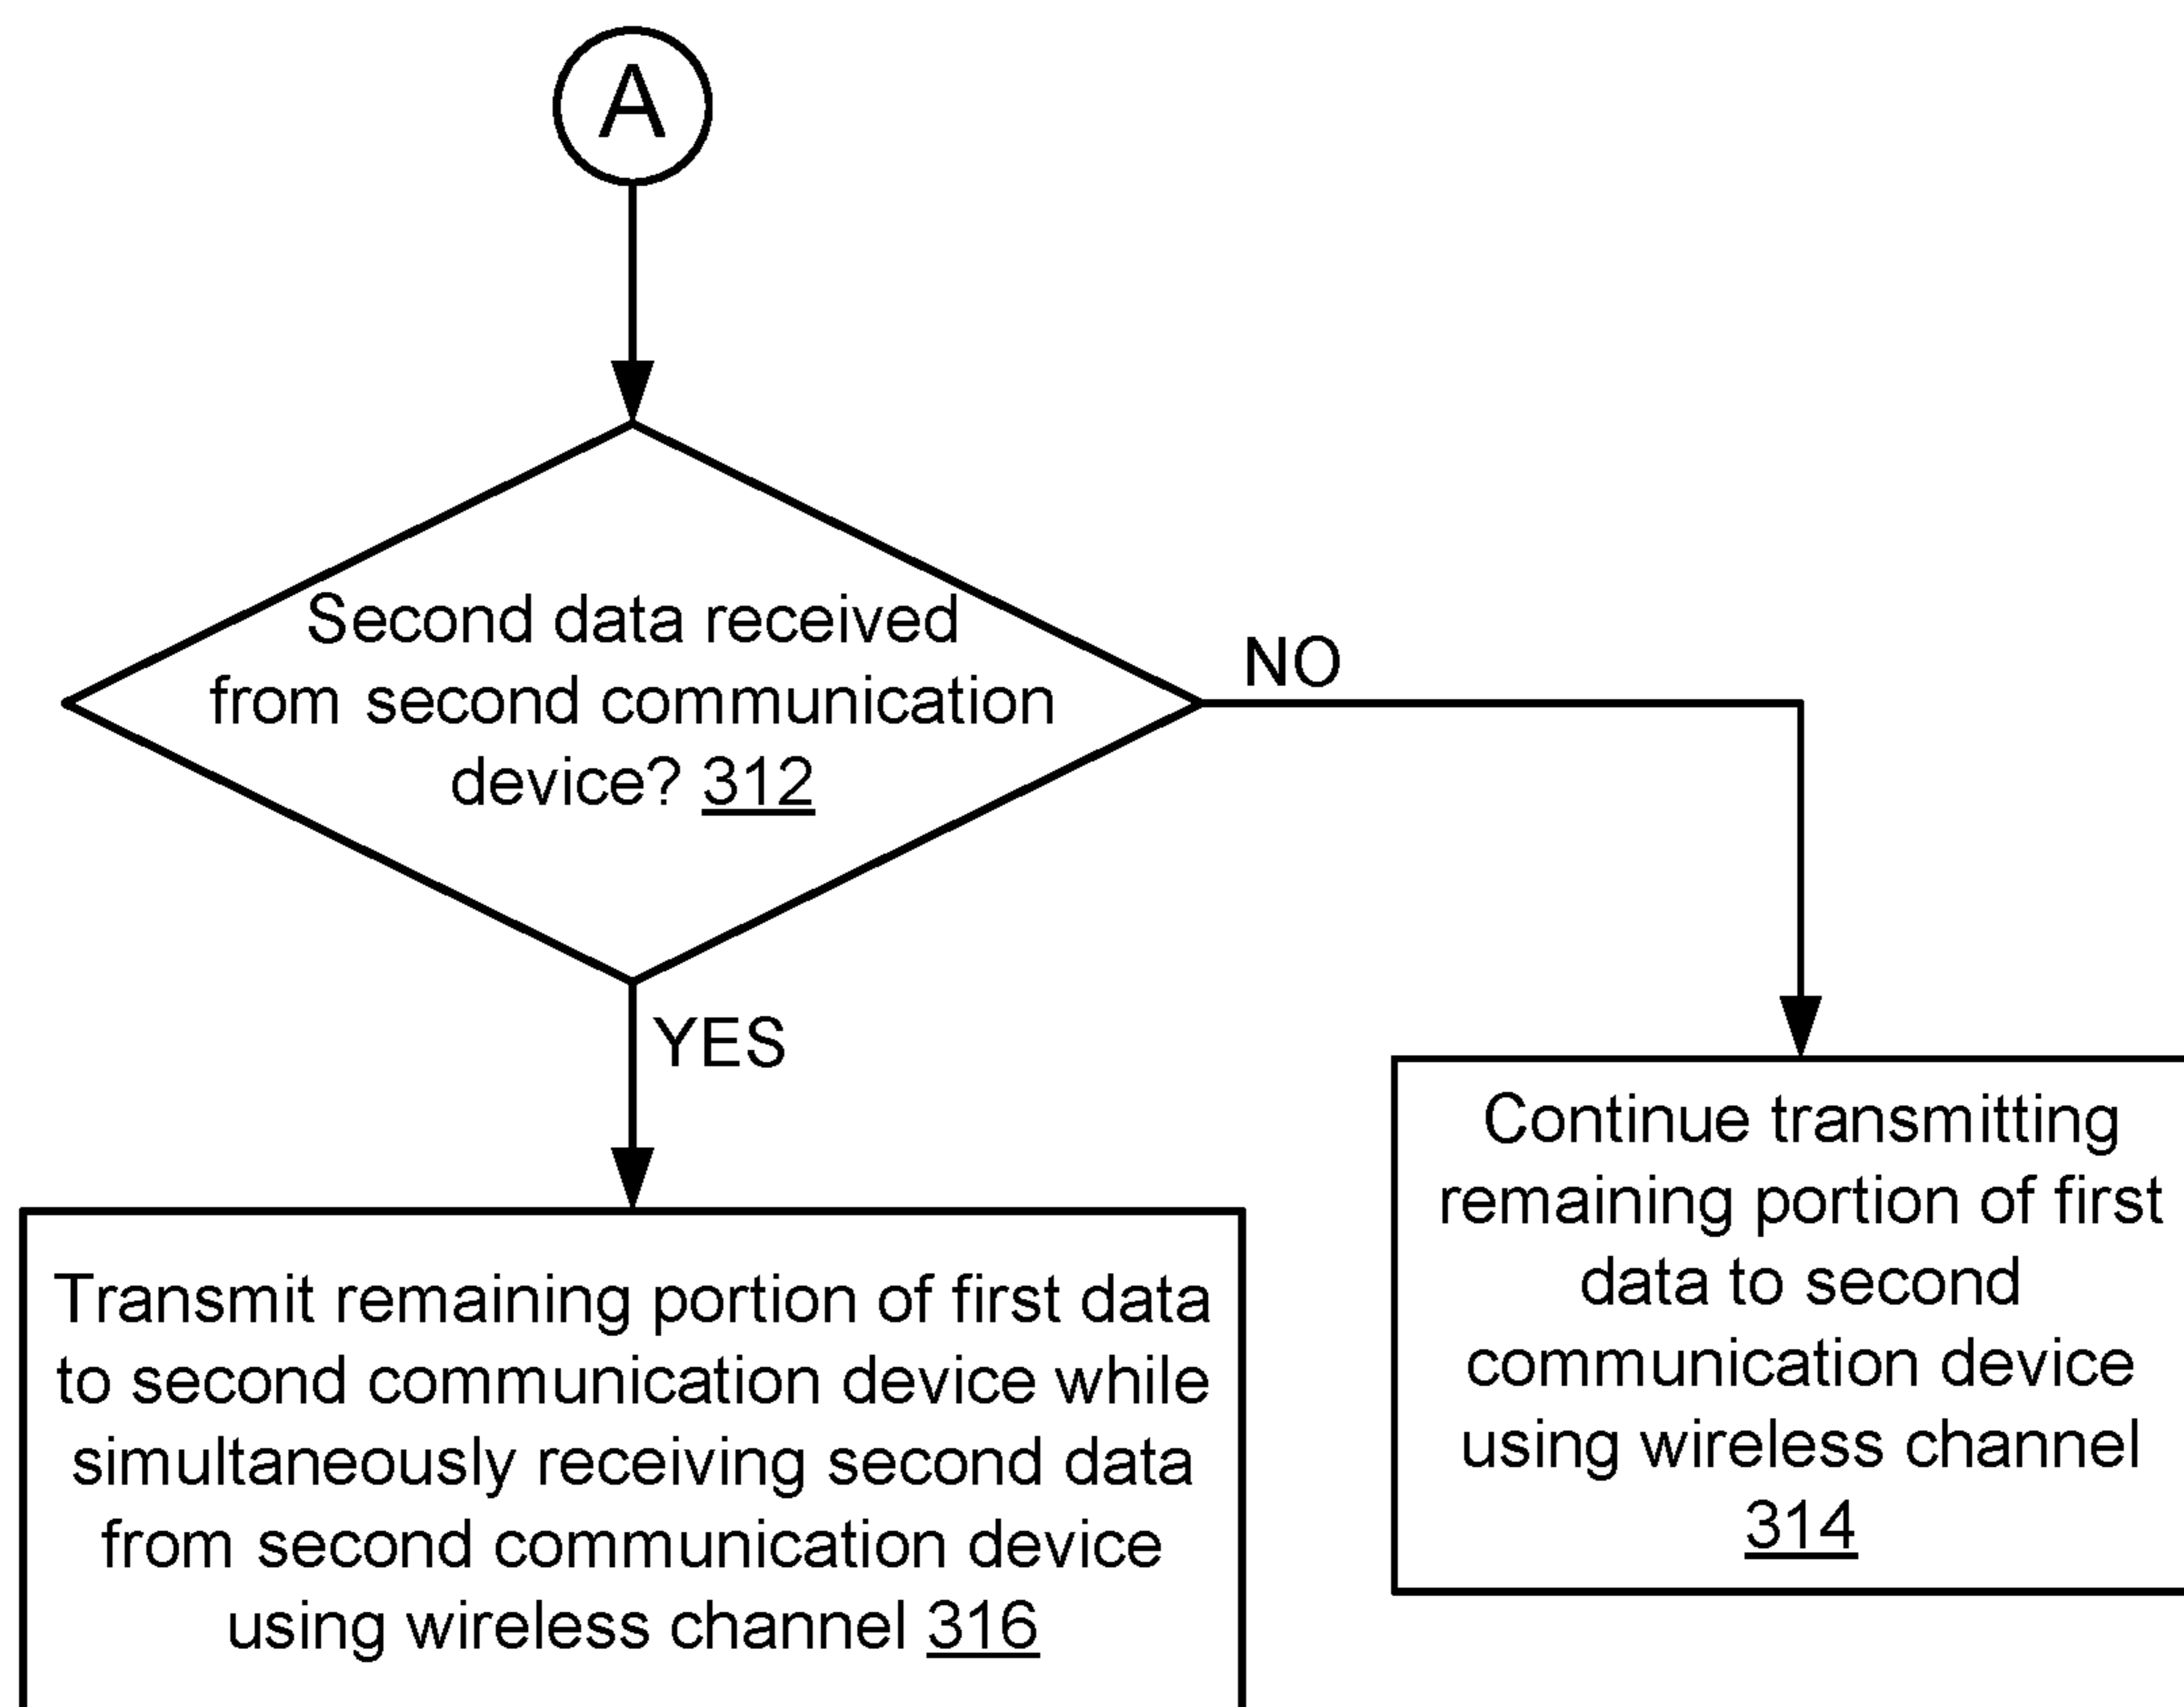 A
Second data received
from second communication
device? 312
NO
YES
Continue transmitting
remaining portion of first
data to second
communication device
using wireless channel
314
Transmit remaining portion of first data
to second communication device while
simultaneously receiving second data
from second communication device
using wireless channel 316